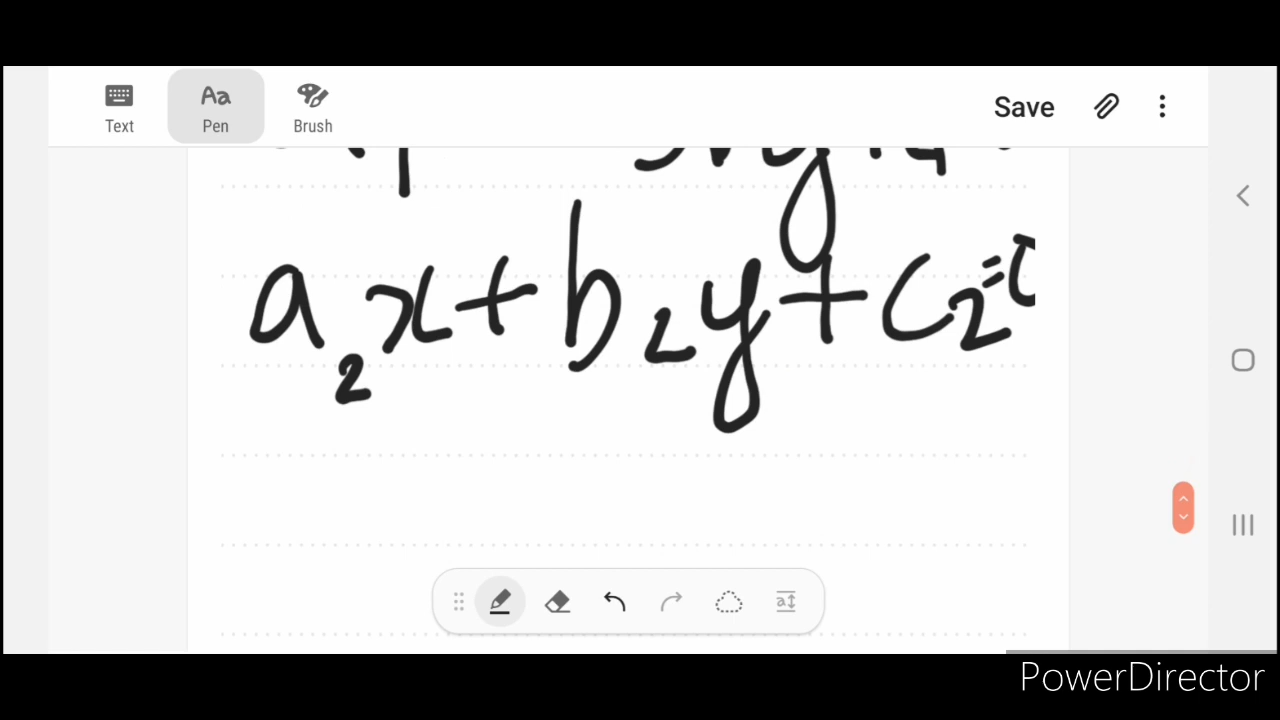 Text
Aa
Pen
Brush
Save
a₂x+b₂y+c₂=0
PowerDirector